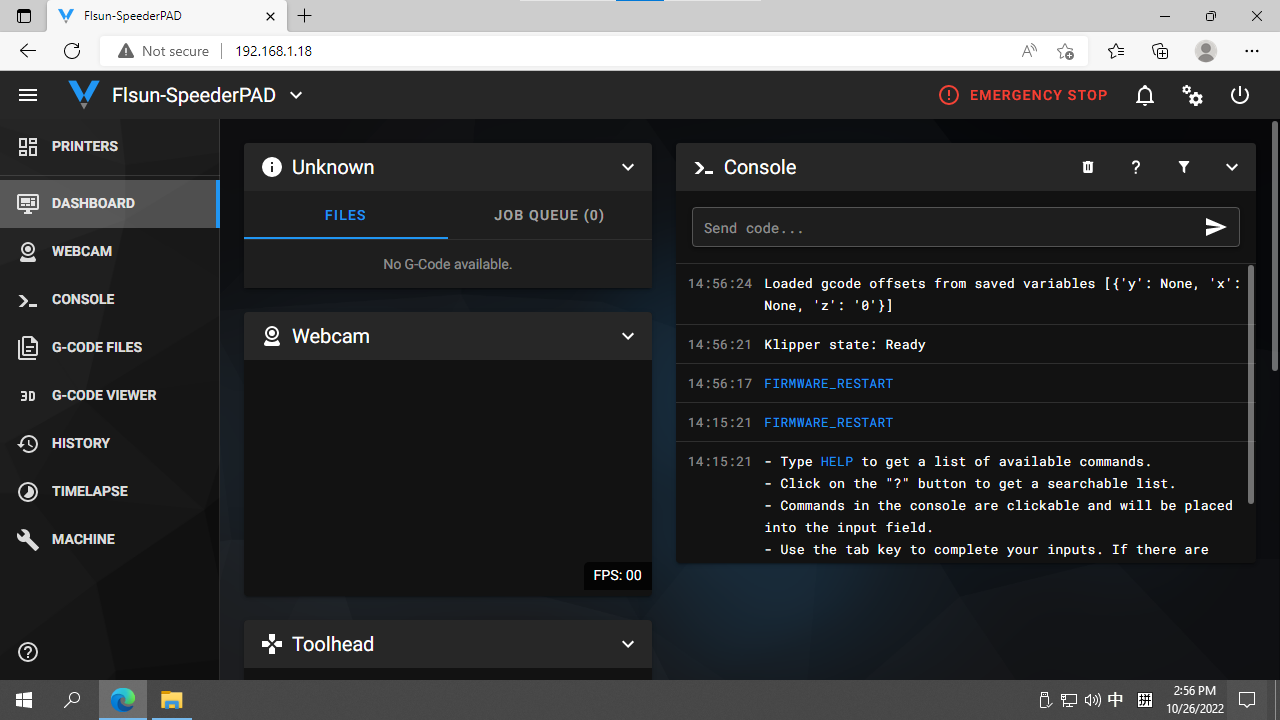 Flsun-SpeederPAD
Not secure
192.168.1.18
Flsun-SpeederPAD
EMERGENCY STOP
PRINTERS
DASHBOARD
WEBCAM
CONSOLE
G-CODE FILES
3D G-CODE VIEWER
HISTORY
TIMELAPSE
MACHINE
Unknown
FILES
JOB QUEUE (0)
No G-Code available.
Webcam
FPS: 00
Toolhead
Console
Send code...
14:56:24 Loaded gcode offsets from saved variables [{'y': None, 'x':
None, 'z': '0'}]
14:56:21 Klipper state: Ready
14:56:17 FIRMWARE_RESTART
14:15:21 FIRMWARE_RESTART
14:15:21 - Type HELP to get a list of available commands.
- Click on the "?" button to get a searchable list.
- Commands in the console are clickable and will be placed
into the input field.
- Use the tab key to complete your inputs. If there are
中
拼
2:56 PM
10/26/2022